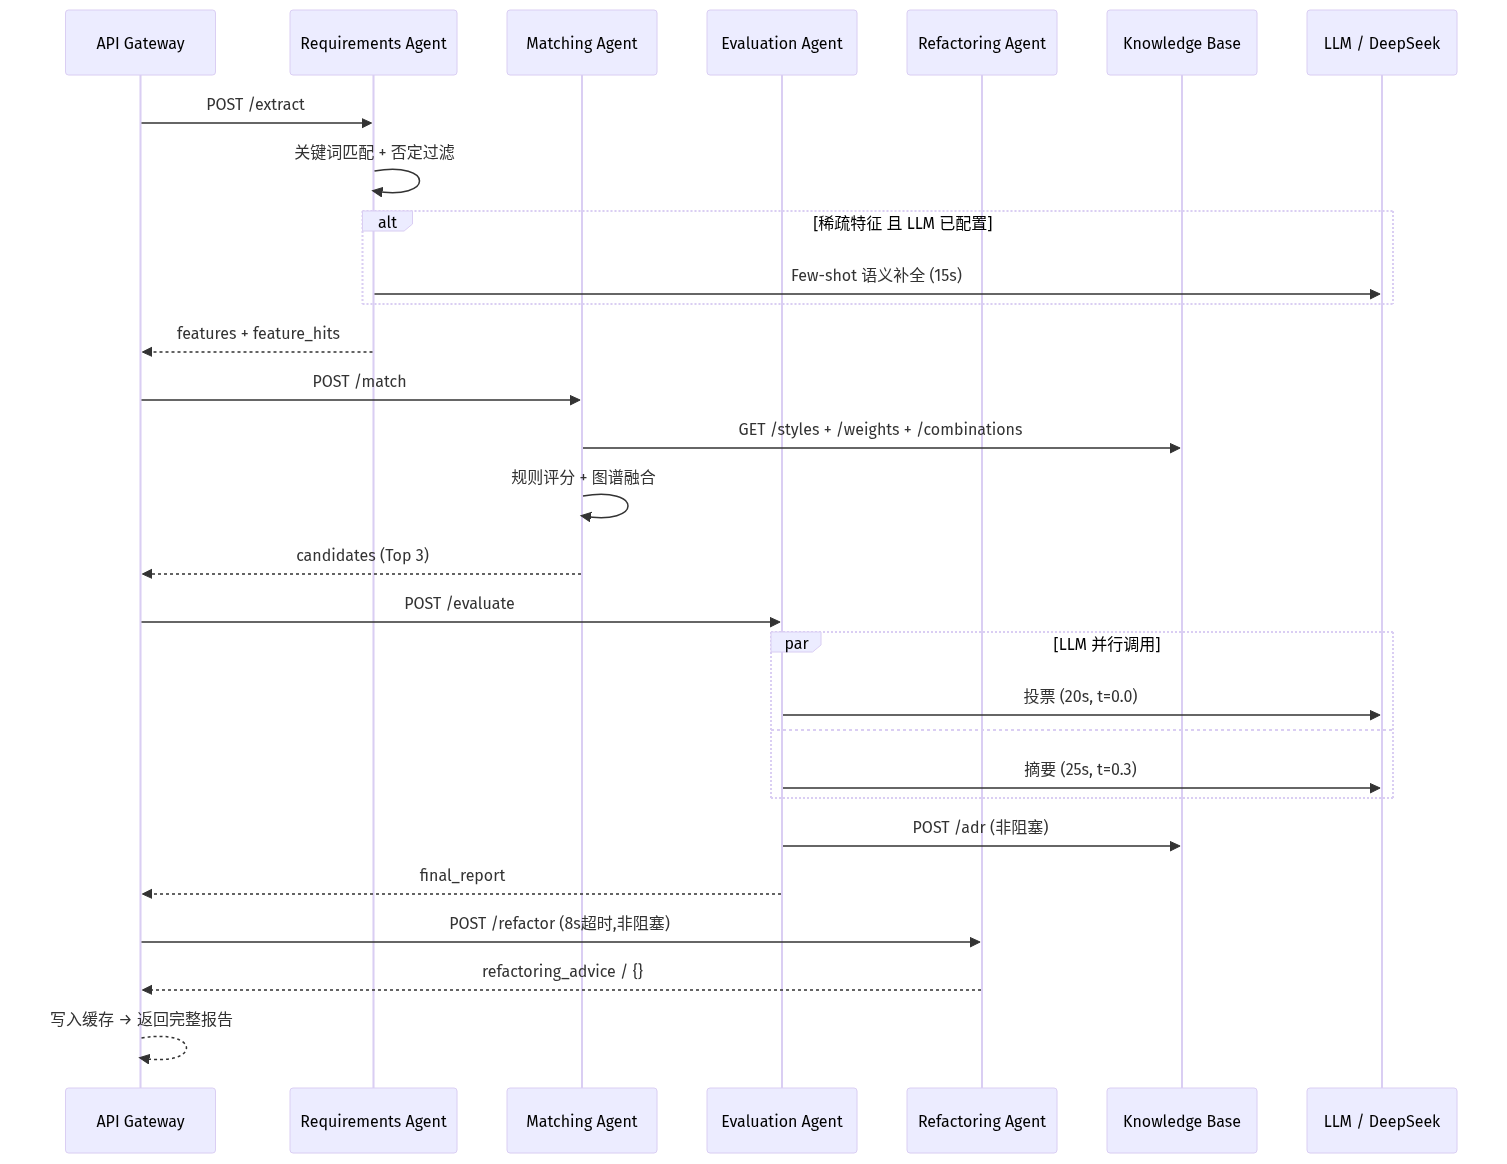 API Gateway
Requirements Agent
Matching Agent
Evaluation Agent
Refactoring Agent
Knowledge Base
LLM / DeepSeek
POST /extract
关键词匹配 + 否定过滤
alt
[稀疏特征 且 LLM 已配置]
Few-shot 语义补全 (15s)
features + feature_hits
POST /match
GET /styles + /weights + /combinations
规则评分 + 图谱融合
candidates (Top 3)
POST /evaluate
par
[LLM 并行调用]
投票 (20s, t=0.0)
摘要 (25s, t=0.3)
POST /adr (非阻塞)
final_report
POST /refactor (8s超时,非阻塞)
refactoring_advice / {}
写入缓存 → 返回完整报告
API Gateway
Requirements Agent
Matching Agent
Evaluation Agent
Refactoring Agent
Knowledge Base
LLM / DeepSeek